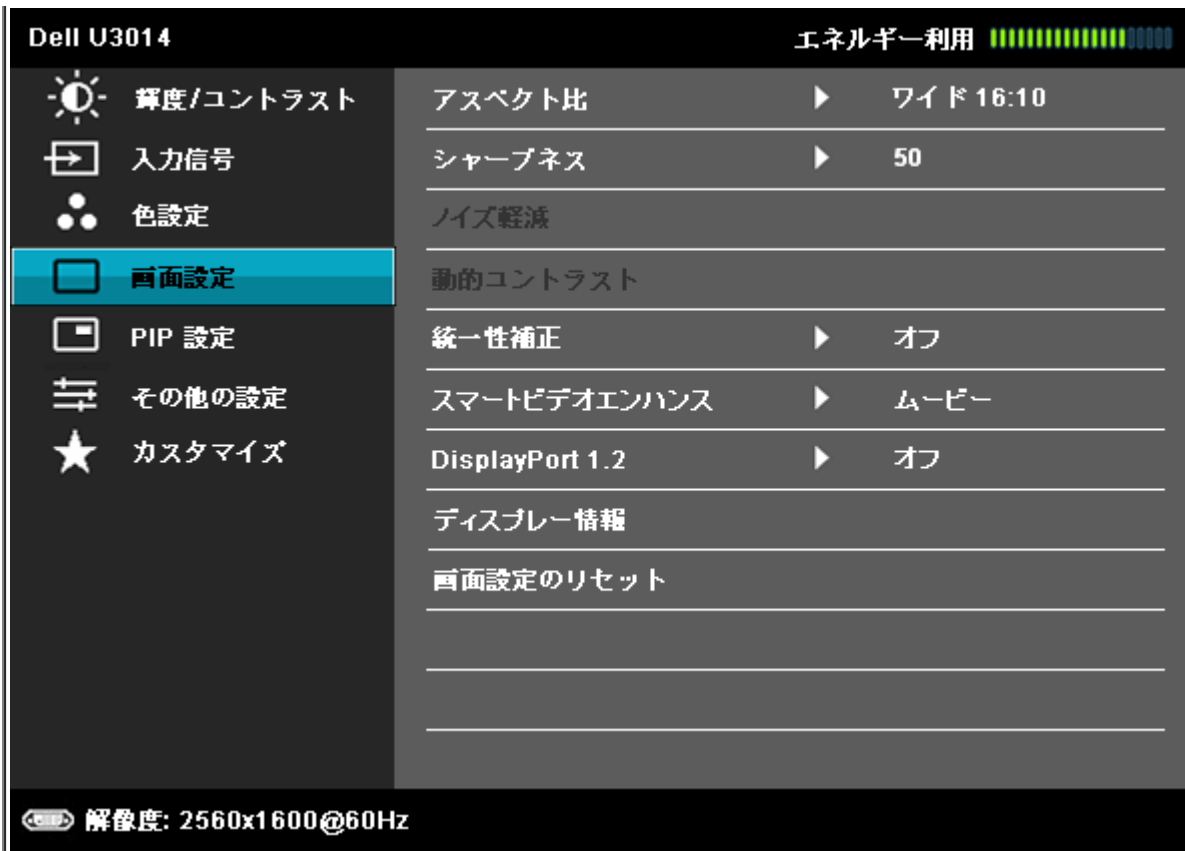 Dell U3014 エネルギー利用
輝度/コントラスト
入力信号
色設定
画面設定
PIP 設定
その他の設定
カスタマイズ
アスペクト比 ワイド 16:10
シャープネス 50
ノイズ軽減
動的コントラスト
統一性補正 オフ
スマートビデオエンハンス ムービー
DisplayPort 1.2 オフ
ディスプレー情報
画面設定のリセット
解像度: 2560x1600@60Hz